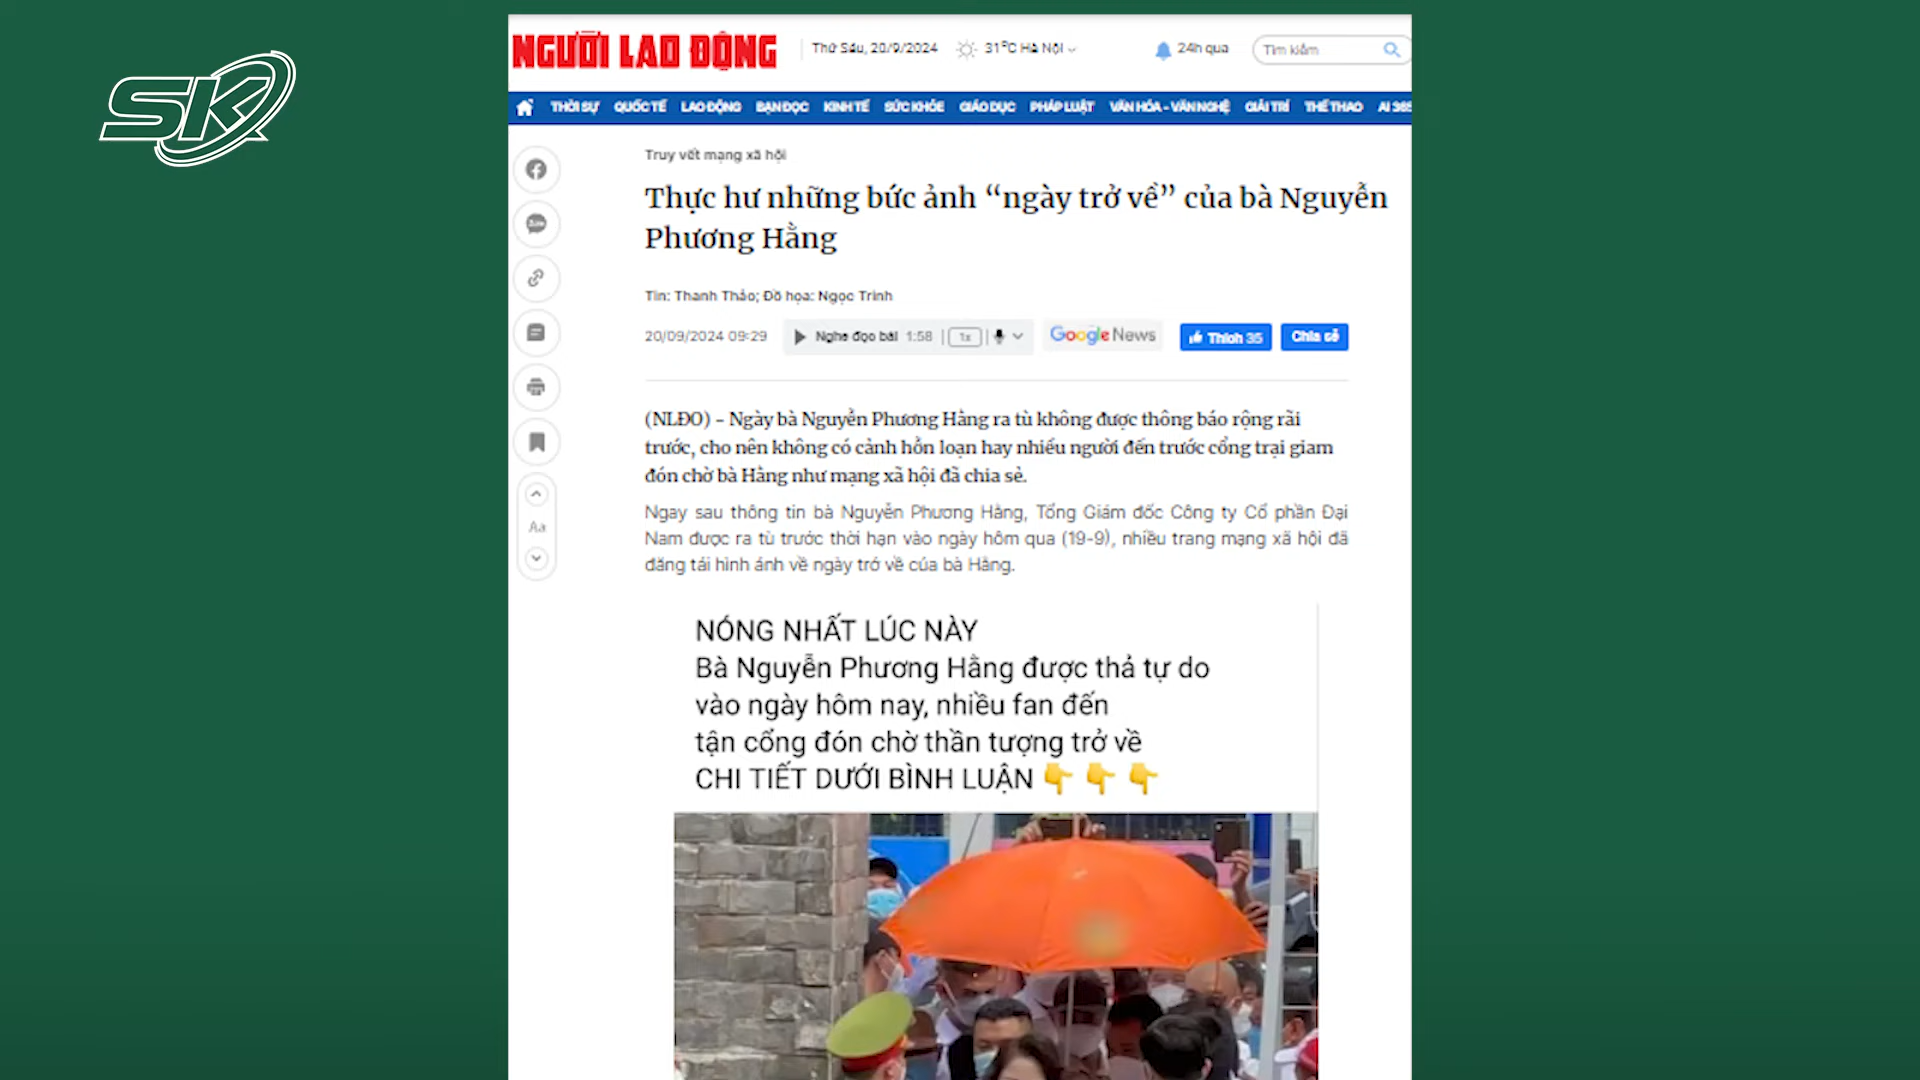 SK
NGƯỜI LAO ĐỘNG
Thứ Sáu, 20/9/2024
31°C Hà Nội
24h qua
Tìm kiếm
THỜI SỰ QUỐC TẾ LAO ĐỘNG BẠN ĐỌC KINH TẾ SỨC KHỎE GIÁO DỤC PHÁP LUẬT VĂN HÓA - VĂN NGHỆ GIẢI TRÍ THỂ THAO AI 365
Truy vết mạng xã hội
Thực hư những bức ảnh “ngày trở về” của bà Nguyễn
Phương Hằng
Tin: Thanh Thảo; Đồ họa: Ngọc Trinh
20/09/2024 09:29
Nghe đọc bài 1:58
1x
Google News
Thích 35
Chia sẻ
(NLĐO) - Ngày bà Nguyễn Phương Hằng ra tù không được thông báo rộng rãi
trước, cho nên không có cảnh hỗn loạn hay nhiều người đến trước cổng trại giam
đón chờ bà Hằng như mạng xã hội đã chia sẻ.
Aa
Ngay sau thông tin bà Nguyễn Phương Hằng, Tổng Giám đốc Công ty Cổ phần Đại
Nam được ra tù trước thời hạn vào ngày hôm qua (19-9), nhiều trang mạng xã hội đã
đăng tải hình ảnh về ngày trở về của bà Hằng.
NÓNG NHẤT LÚC NÀY
Bà Nguyễn Phương Hằng được thả tự do
vào ngày hôm nay, nhiều fan đến
tận cổng đón chờ thần tượng trở về
CHI TIẾT DƯỚI BÌNH LUẬN 👇 👇 👇